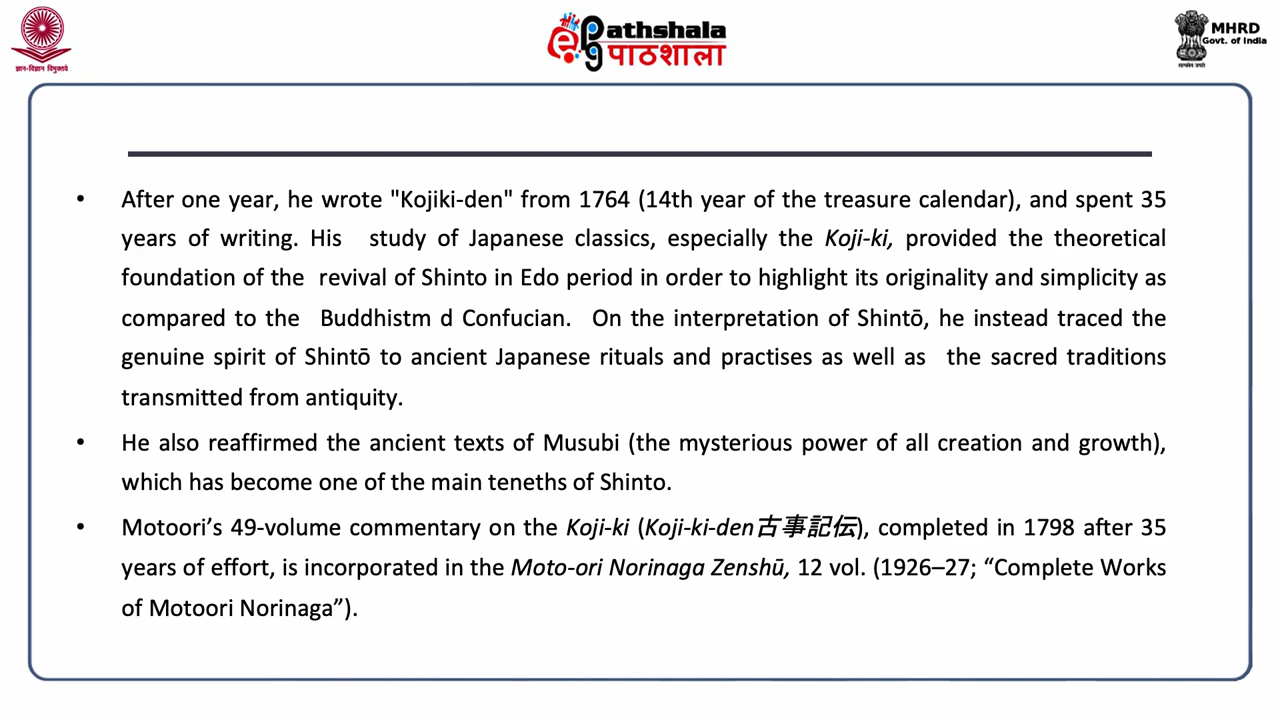 ज्ञान-विज्ञान विमुक्तये
ePG Pathshala
पाठशाला
MHRD
Govt. of India
सत्यमेव जयते
• After one year, he wrote "Kojiki-den" from 1764 (14th year of the treasure calendar), and spent 35
years of writing. His study of Japanese classics, especially the Koji-ki, provided the theoretical
foundation of the revival of Shinto in Edo period in order to highlight its originality and simplicity as
compared to the Buddhistm d Confucian. On the interpretation of Shintō, he instead traced the
genuine spirit of Shintō to ancient Japanese rituals and practises as well as the sacred traditions
transmitted from antiquity.
• He also reaffirmed the ancient texts of Musubi (the mysterious power of all creation and growth),
which has become one of the main teneths of Shinto.
• Motoori’s 49-volume commentary on the Koji-ki (Koji-ki-den古事記伝), completed in 1798 after 35
years of effort, is incorporated in the Moto-ori Norinaga Zenshū, 12 vol. (1926–27; “Complete Works
of Motoori Norinaga”).